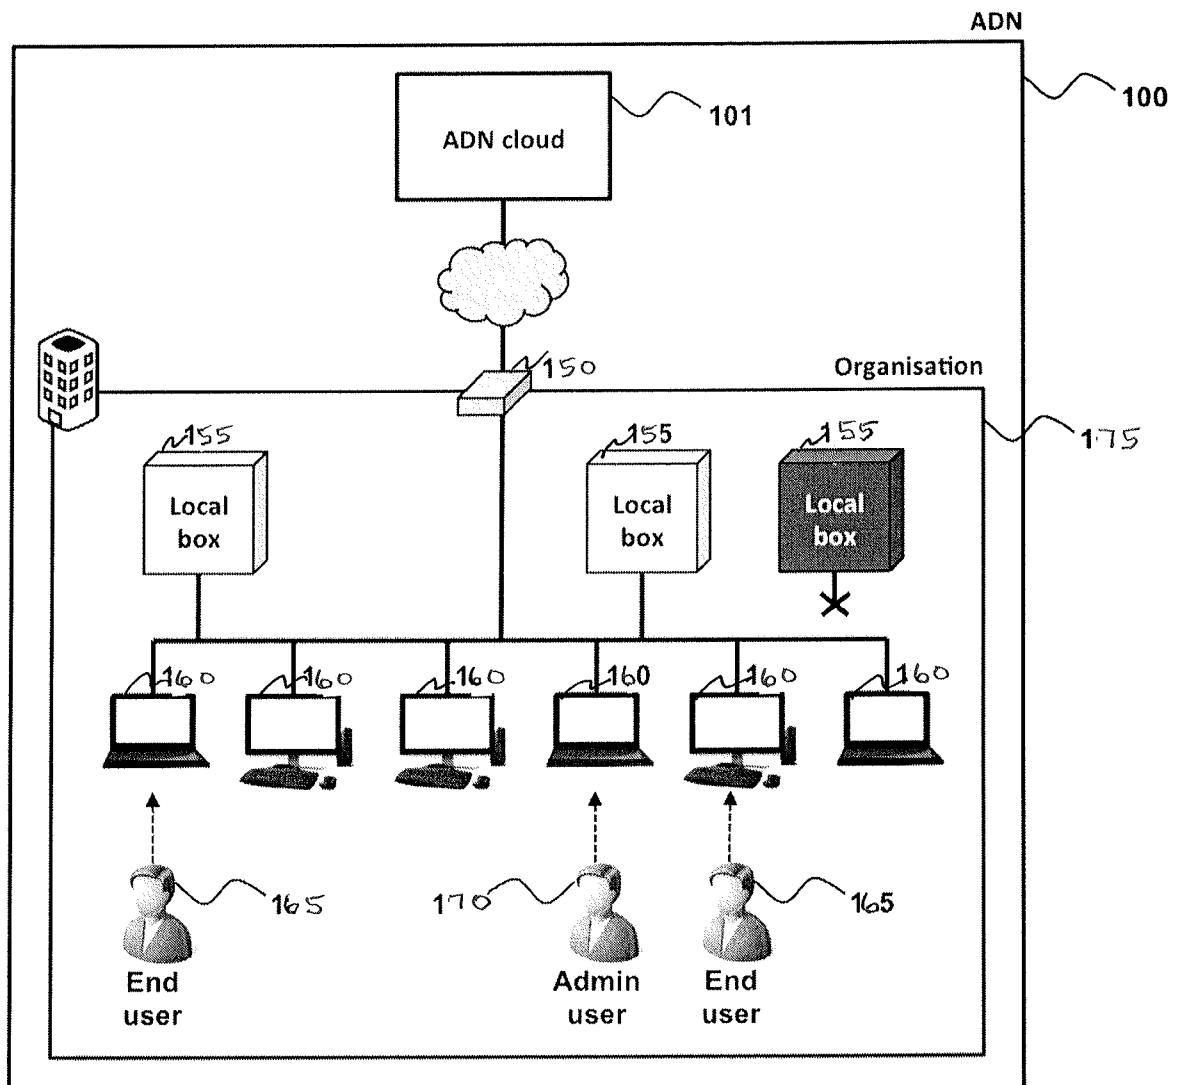 ADN
100
101
ADN cloud
150
Organisation
175
155
155
155
Local
box
Local
box
Local
box
160
160
160
160
160
160
165
170
165
End
user
Admin
user
End
user